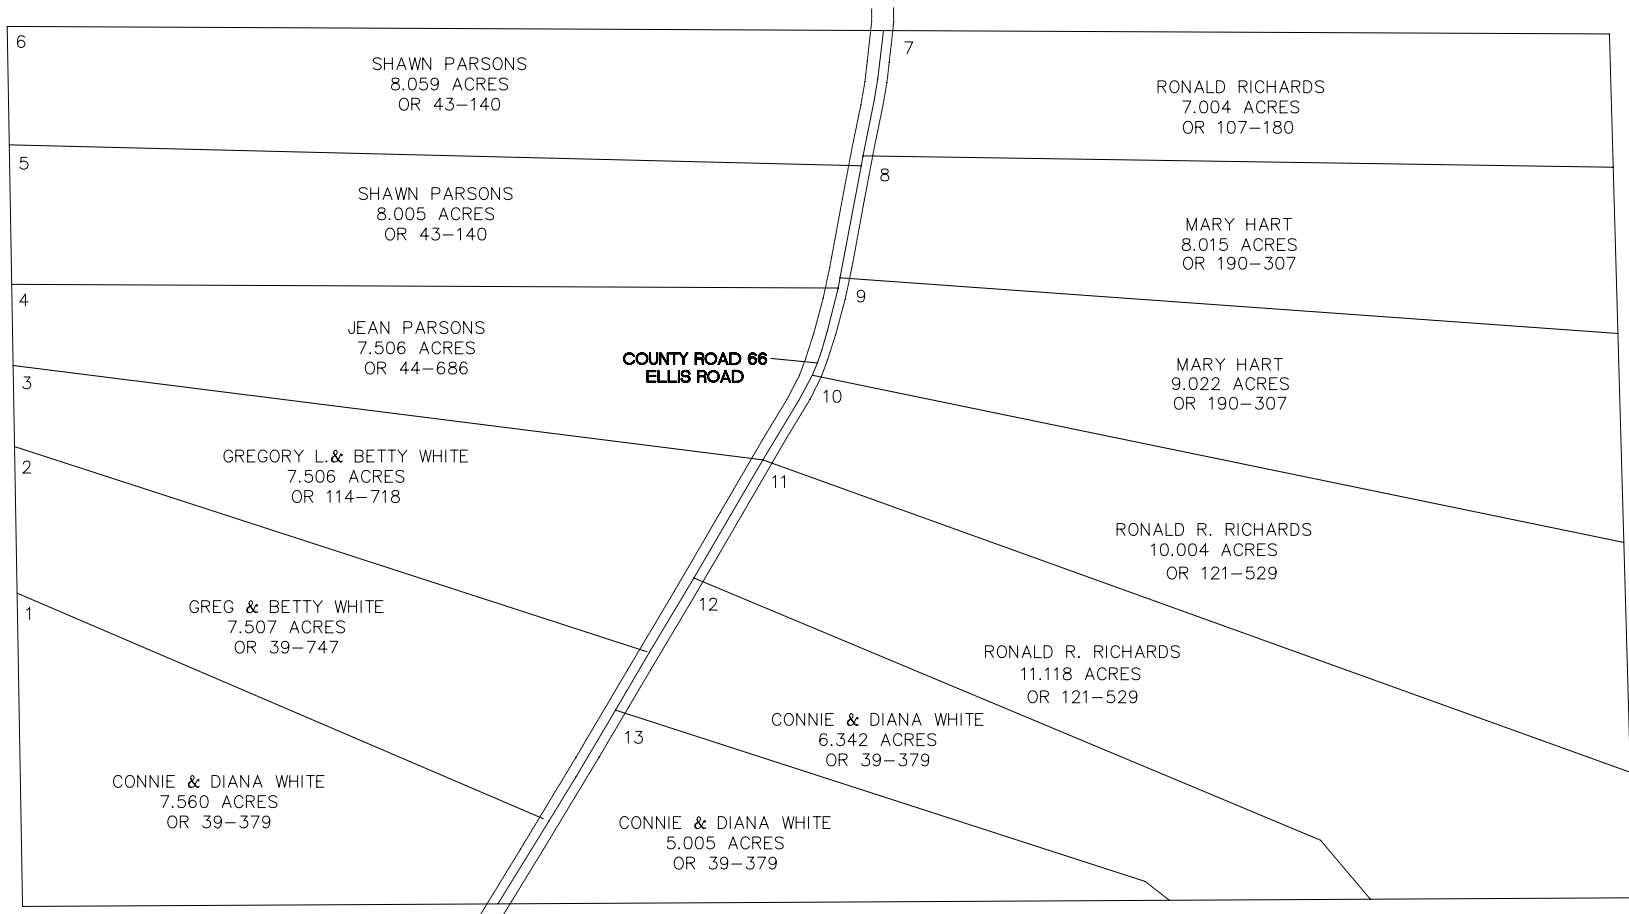 6
SHAWN PARSONS
8.059 ACRES
OR 43-140
7
RONALD RICHARDS
7.004 ACRES
OR 107-180
5
SHAWN PARSONS
8.005 ACRES
OR 43-140
8
MARY HART
8.015 ACRES
OR 190-307
4
JEAN PARSONS
7.506 ACRES
OR 44-686
COUNTY ROAD 66
ELLIS ROAD
9
MARY HART
9.022 ACRES
OR 190-307
3
GREGORY L.& BETTY WHITE
7.506 ACRES
OR 114-718
10
RONALD R. RICHARDS
10.004 ACRES
OR 121-529
2
GREG & BETTY WHITE
7.507 ACRES
OR 39-747
11
RONALD R. RICHARDS
11.118 ACRES
OR 121-529
1
CONNIE & DIANA WHITE
7.560 ACRES
OR 39-379
12
CONNIE & DIANA WHITE
6.342 ACRES
OR 39-379
13
CONNIE & DIANA WHITE
5.005 ACRES
OR 39-379